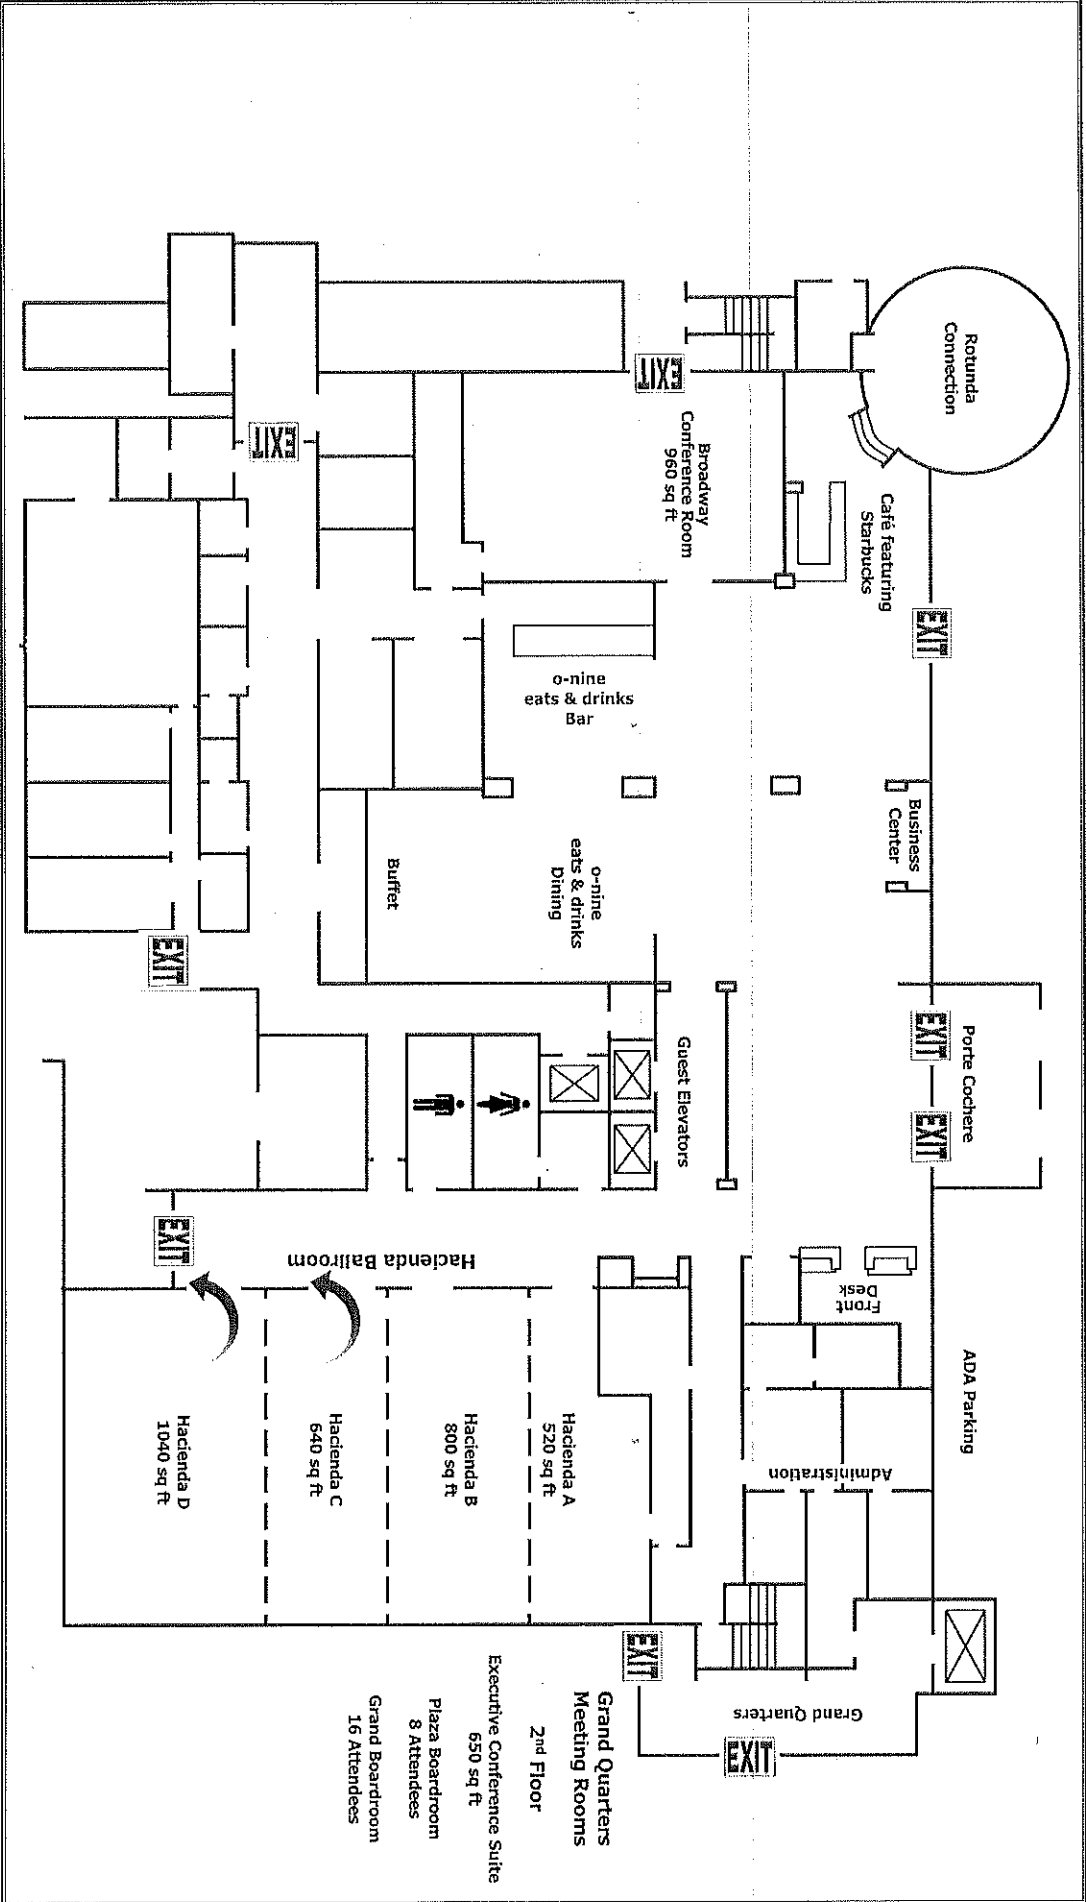 Rotunda
Connection
EXIT
Broadway
Conference Room
960 sq ft
Café featuring
Starbucks
EXIT
EXIT
o-nine
eats & drinks
Bar
Business
Center
o-nine
eats & drinks
Dining
Buffet
EXIT
Guest Elevators
Porte Cochere
EXIT
EXIT
EXIT
Hacienda Ballroom
Front
Desk
ADA Parking
Administration
Hacienda A
520 sq ft
Hacienda B
800 sq ft
Hacienda C
640 sq ft
Hacienda D
1040 sq ft
EXIT
Grand Quarters
EXIT
Grand Quarters
Meeting Rooms
2nd Floor
Executive Conference Suite
650 sq ft
Plaza Boardroom
8 Attendees
Grand Boardroom
16 Attendees